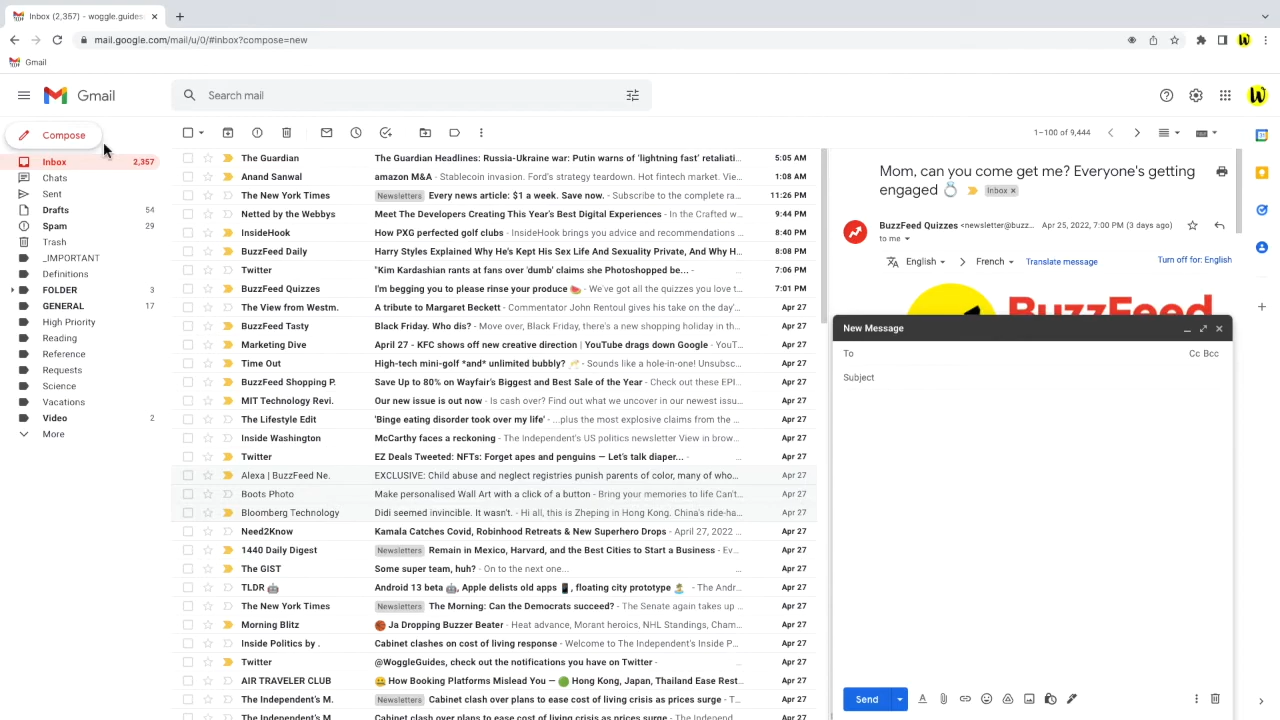 Inbox (2,357) - woggle.guides
mail.google.com/mail/u/0/#inbox?compose=new
Gmail
Gmail
Search mail
Compose
1–100 of 9,444
Inbox 2,357
Chats
Sent
Drafts 54
Spam 29
Trash
_IMPORTANT
Definitions
FOLDER 3
GENERAL 17
High Priority
Reading
Reference
Requests
Science
Vacations
Video 2
More
The Guardian The Guardian Headlines: Russia-Ukraine war: Putin warns of ‘lightning fast’ retaliati... 5:05 AM
Anand Sanwal amazon M&A - Stablecoin invasion. Ford's strategy teardown. Hot fintech market. Vie... 1:08 AM
The New York Times Newsletters Every news article: $1 a week. Save now. - Subscribe to the complete ra... 11:26 PM
Netted by the Webbys Meet The Developers Creating This Year's Best Digital Experiences - In the Crafted w... 9:44 PM
InsideHook How PXG perfected golf clubs - InsideHook brings you advice and recommendations ... 8:40 PM
BuzzFeed Daily Harry Styles Explained Why He's Kept His Sex Life And Sexuality Private, And Why H... 8:08 PM
Twitter "Kim Kardashian rants at fans over 'dumb' claims she Photoshopped be... - 7:06 PM
BuzzFeed Quizzes I'm begging you to please rinse your produce 🍉 - We've got all the quizzes you love t... 7:01 PM
The View from Westm. A tribute to Margaret Beckett - Commentator John Rentoul gives his take on the day'... Apr 27
BuzzFeed Tasty Black Friday. Who dis? - Move over, Black Friday, there's a new shopping holiday in th... Apr 27
Marketing Dive April 27 - KFC shows off new creative direction | YouTube drags down Google - YouT... Apr 27
Time Out High-tech mini-golf *and* unlimited bubbly? 🥂 - Sounds like a hole-in-one! Unsubsc... Apr 27
BuzzFeed Shopping P. Save Up to 80% on Wayfair's Biggest and Best Sale of the Year - Check out these EPI... Apr 27
MIT Technology Revi. Our new issue is out now - Is cash over? Find out what we uncover in our newest issu... Apr 27
The Lifestyle Edit 'Binge eating disorder took over my life' - ...plus the most explosive claims from the ... Apr 27
Inside Washington McCarthy faces a reckoning - The Independent's US politics newsletter View in brow... Apr 27
Twitter EZ Deals Tweeted: NFTs: Forget apes and penguins — Let's talk diaper... - Apr 27
Alexa | BuzzFeed Ne. EXCLUSIVE: Child abuse and neglect registries punish parents of color, many of who... Apr 27
Boots Photo Make personalised Wall Art with a click of a button - Bring your memories to life Can't... Apr 27
Bloomberg Technology Didi seemed invincible. It wasn't. - Hi all, this is Zheping in Hong Kong. China's ride-ha... Apr 27
Need2Know Kamala Catches Covid, Robinhood Retreats & New Superhero Drops - April 27, 2022 ... Apr 27
1440 Daily Digest Newsletters Remain in Mexico, Harvard, and the Best Cities to Start a Business - Ev... Apr 27
The GIST Some super team, huh? - On to the next one... ... Apr 27
TLDR 🤖 Android 13 beta 🤖, Apple delists old apps 📱, floating city prototype 🏝️ - The Andr... Apr 27
The New York Times Newsletters The Morning: Can the Democrats succeed? - The Senate again takes up ... Apr 27
Morning Blitz 🏀 Ja Dropping Buzzer Beater - Heat advance, Morant heroics, NHL Standings, Cham... Apr 27
Inside Politics by . Cabinet clashes on cost of living response - Welcome to The Independent's Inside P... Apr 27
Twitter @WoggleGuides, check out the notifications you have on Twitter - ... Apr 27
AIR TRAVELER CLUB 🤐 How Booking Platforms Mislead You — 🟢 Hong Kong, Japan, Thailand Ease Rest... Apr 27
The Independent's M. Newsletters Cabinet clash over plans to ease cost of living crisis as prices surge - T... Apr 27
The Independent's M. Cabinet clash over plans to ease cost of living crisis as prices surge Apr 27
Mom, can you come get me? Everyone's getting
engaged 💍 Inbox ×
BuzzFeed Quizzes <newsletter@buzz... Apr 25, 2022, 7:00 PM (3 days ago)
to me
English > French Translate message Turn off for: English
BuzzFeed
New Message
To Cc Bcc
Subject
Send